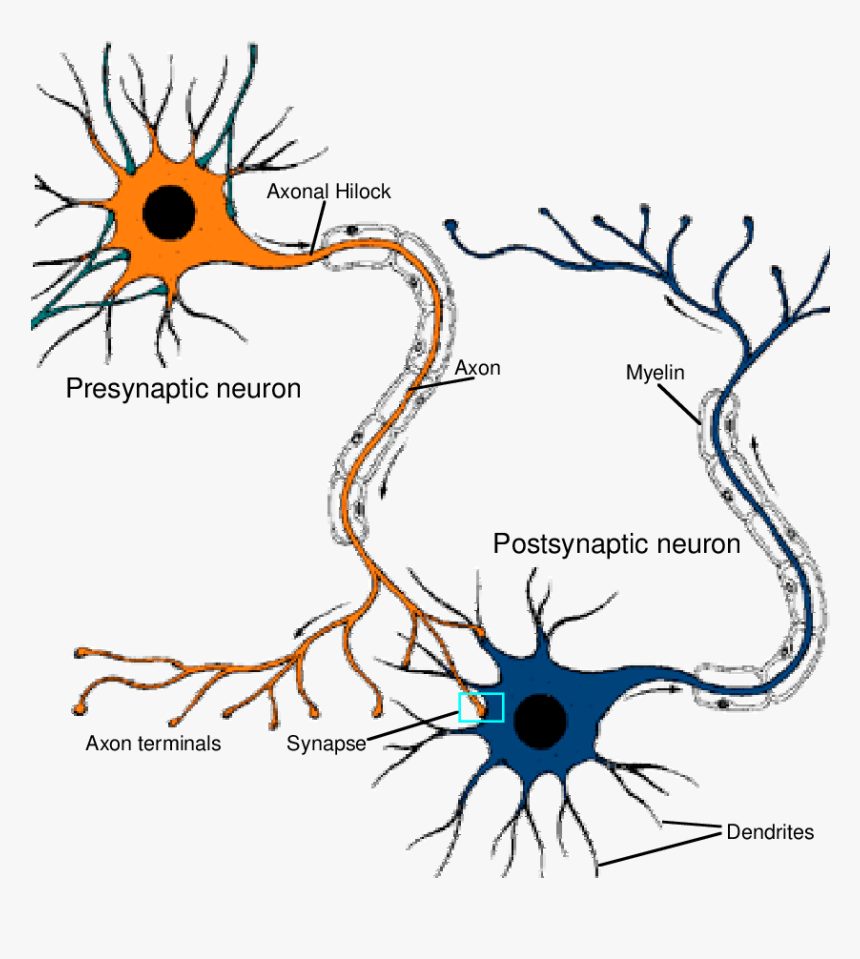 Axonal Hilock
Presynaptic neuron
Axon
Myelin
Postsynaptic neuron
Axon terminals
Synapse
Dendrites